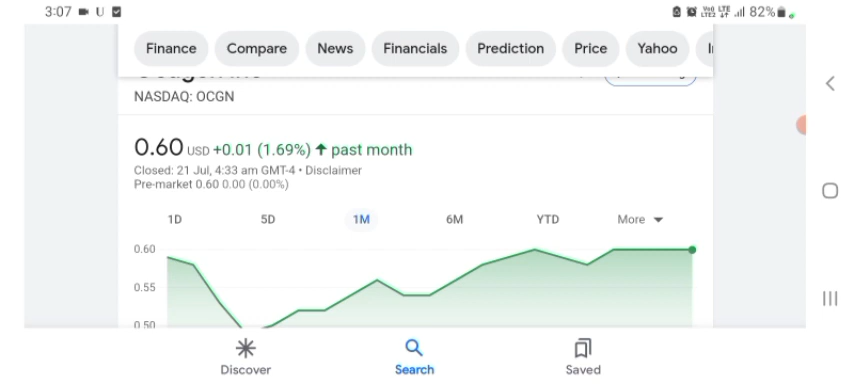 3:07 U 82%
Finance Compare News Financials Prediction Price Yahoo
NASDAQ: OCGN
0.60 USD +0.01 (1.69%) ↑ past month
Closed: 21 Jul, 4:33 am GMT-4 • Disclaimer
Pre-market 0.60 0.00 (0.00%)
1D 5D 1M 6M YTD More
0.60
0.55
0.50
Discover Search Saved